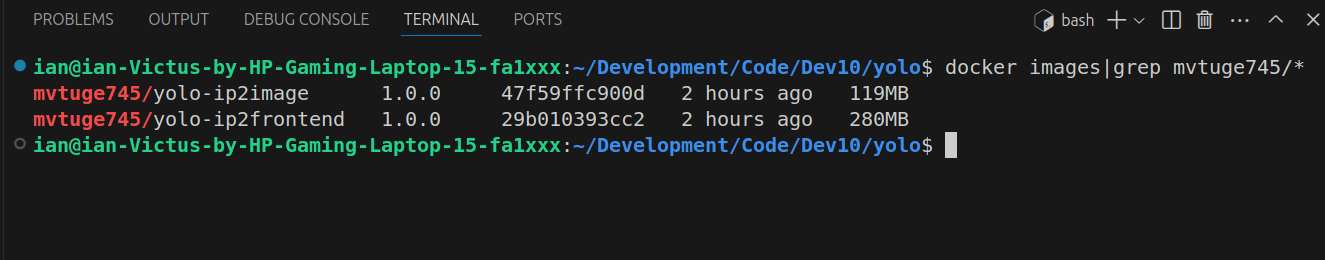 PROBLEMS OUTPUT DEBUG CONSOLE TERMINAL PORTS bash
ian@ian-Victus-by-HP-Gaming-Laptop-15-fa1xxx:~/Development/Code/Dev10/yolo$ docker images|grep mvtuge745/*
mvtuge745/yolo-ip2image 1.0.0 47f59ffc900d 2 hours ago 119MB
mvtuge745/yolo-ip2frontend 1.0.0 29b010393cc2 2 hours ago 280MB
ian@ian-Victus-by-HP-Gaming-Laptop-15-fa1xxx:~/Development/Code/Dev10/yolo$